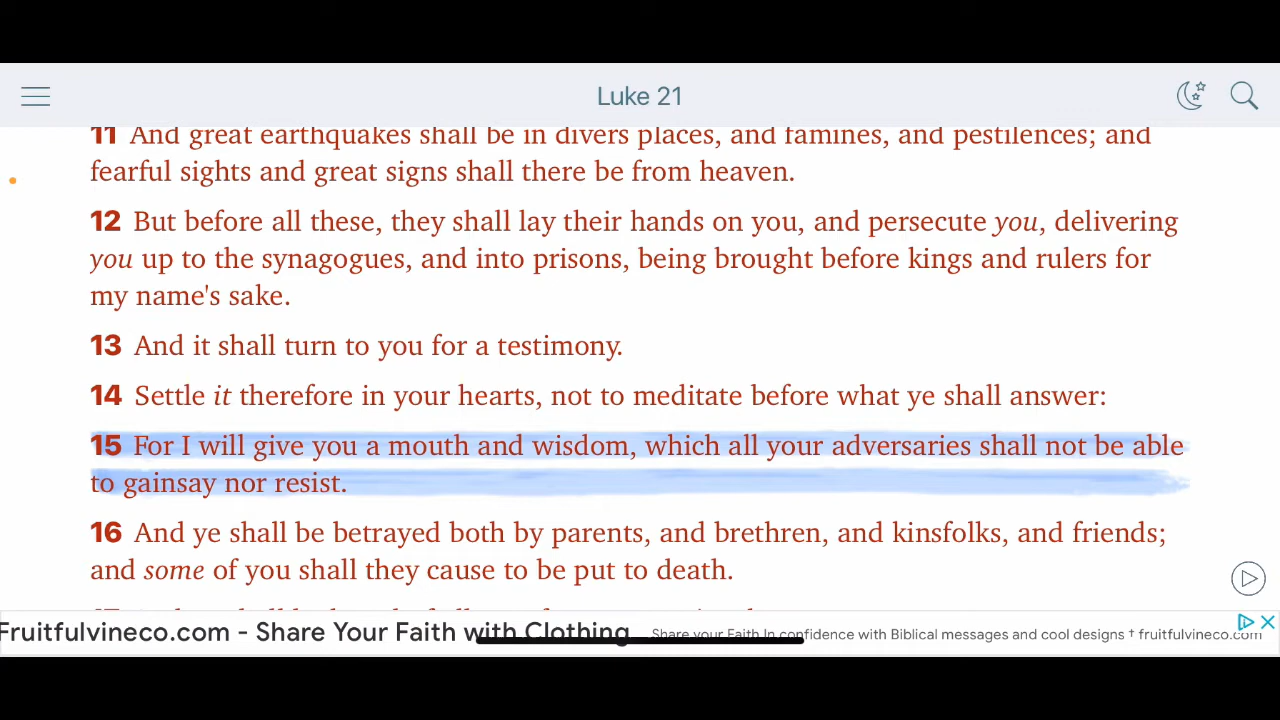 Luke 21
11 And great earthquakes shall be in divers places, and famines, and pestilences; and
fearful sights and great signs shall there be from heaven.
12 But before all these, they shall lay their hands on you, and persecute you, delivering
you up to the synagogues, and into prisons, being brought before kings and rulers for
my name's sake.
13 And it shall turn to you for a testimony.
14 Settle it therefore in your hearts, not to meditate before what ye shall answer:
15 For I will give you a mouth and wisdom, which all your adversaries shall not be able
to gainsay nor resist.
16 And ye shall be betrayed both by parents, and brethren, and kinsfolks, and friends;
and some of you shall they cause to be put to death.
Fruitfulvineco.com - Share Your Faith with Clothing
Share your Faith In confidence with Biblical messages and cool designs † fruitfulvineco.com